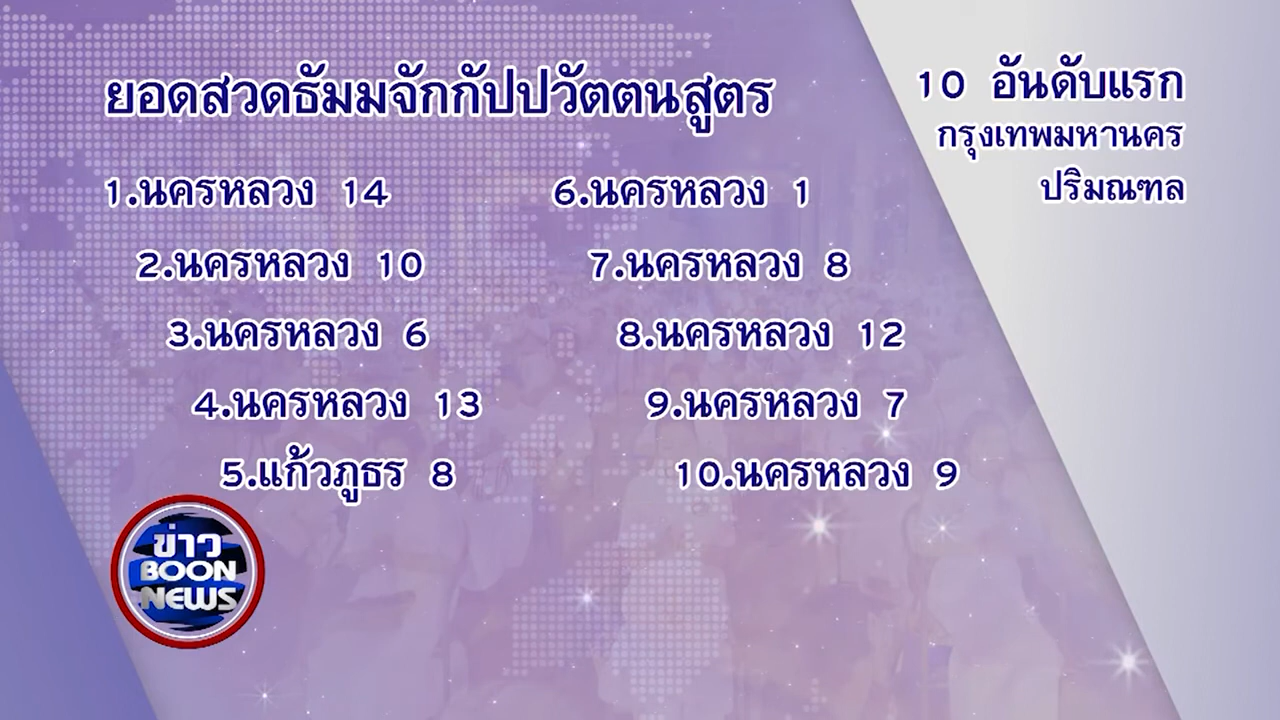 ยอดสวดธัมมจักกัปปวัตตนสูตร
10 อันดับแรก
กรุงเทพมหานคร
ปริมณฑล
1.นครหลวง 14
2.นครหลวง 10
3.นครหลวง 6
4.นครหลวง 13
5.แก้วภูธร 8
6.นครหลวง 1
7.นครหลวง 8
8.นครหลวง 12
9.นครหลวง 7
10.นครหลวง 9
ข่าว
BOON
NEWS